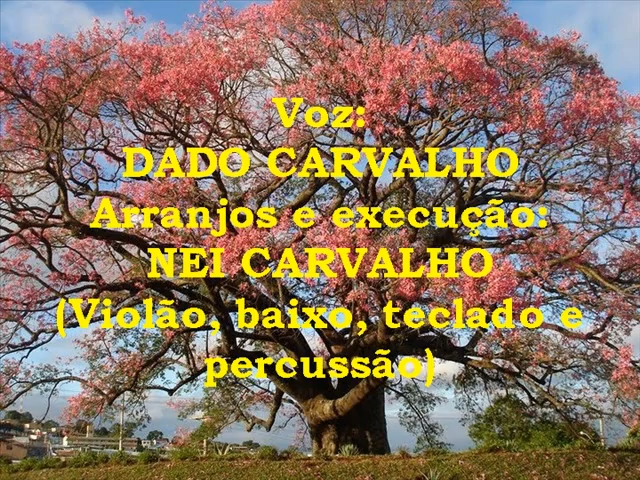 Voz:
DADO CARVALHO
Arranjos e execução:
NEI CARVALHO
(Violão, baixo, teclado e
percussão)